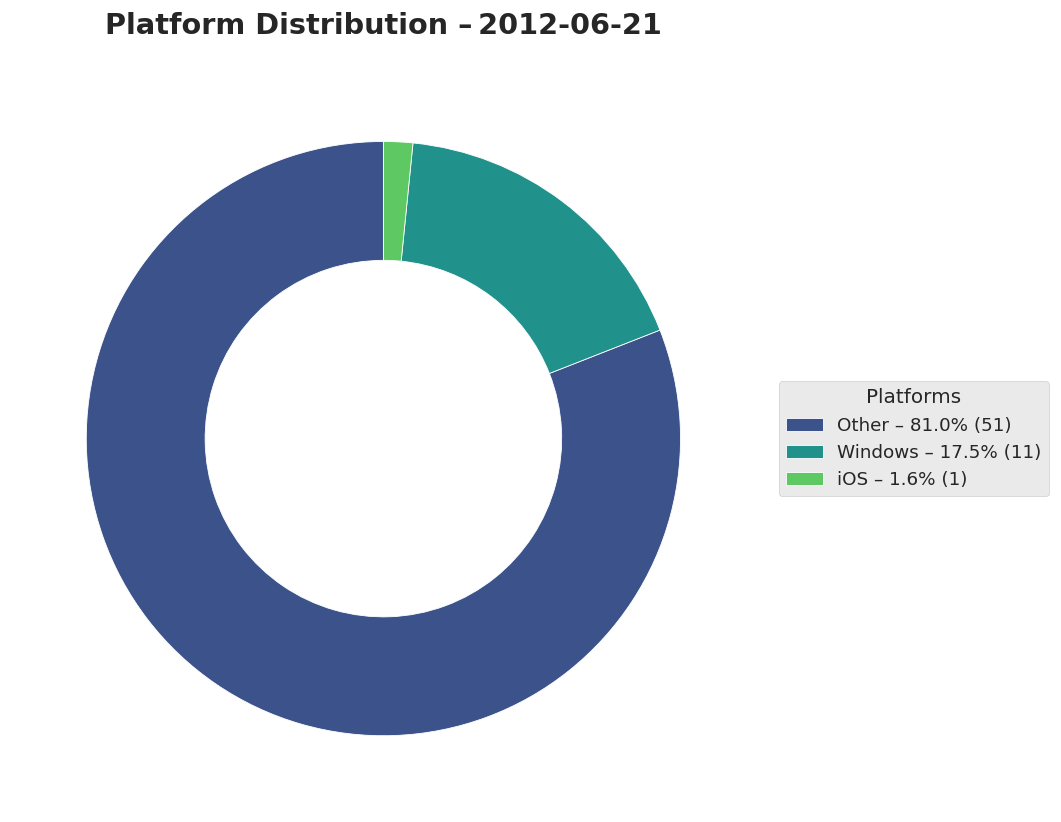 Platform Distribution – 2012-06-21
Platforms
Other – 81.0% (51)
Windows – 17.5% (11)
iOS – 1.6% (1)